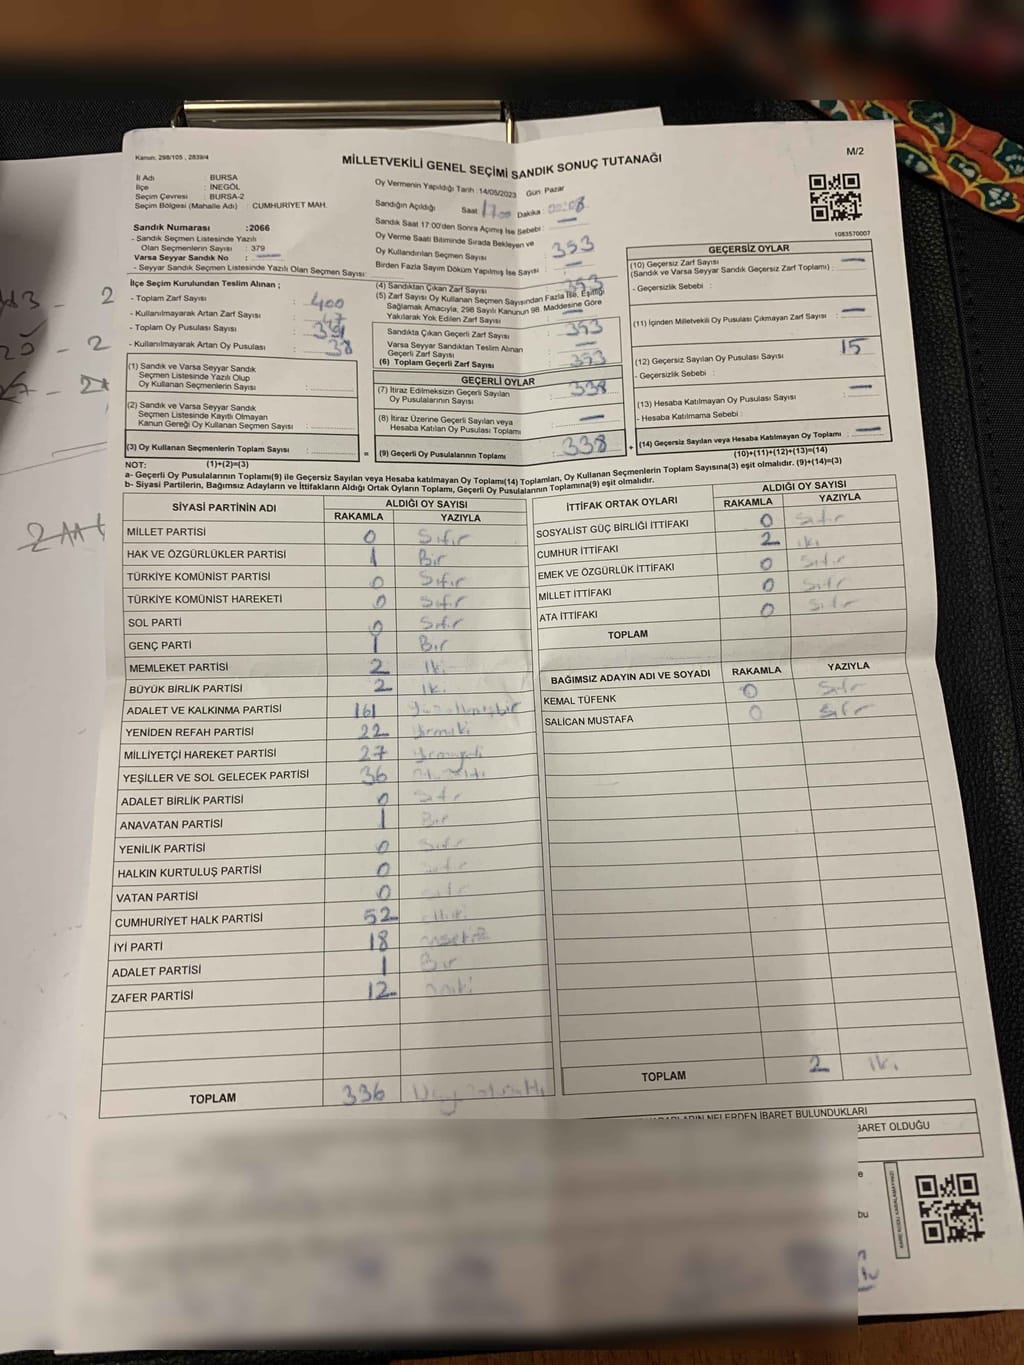 Kanun; 298/105 , 2839/4
MİLLETVEKİLİ GENEL SEÇİMİ SANDIK SONUÇ TUTANAĞI
M/2
İl Adı : BURSA
İlçe : İNEGÖL
Seçim Çevresi : BURSA-2
Seçim Bölgesi (Mahalle Adı) : CUMHURİYET MAH.
Sandık Numarası :2066
- Sandık Seçmen Listesinde Yazılı
Olan Seçmenlerin Sayısı : 379
Varsa Seyyar Sandık No : —
- Seyyar Sandık Seçmen Listesinde Yazılı Olan Seçmen Sayısı
Oy Vermenin Yapıldığı Tarih :14/05/2023 Gün: Pazar
Sandığın Açıldığı Saat: 17:00 Dakika :
Sandık Saat 17:00'den Sonra Açımış İse Sebebi : —
Oy Verme Saati Bitiminde Sırada Bekleyen ve
Oy Kullandırılan Seçmen Sayısı : 353
Birden Fazla Sayım Döküm Yapılmış İse Sayısı : —
1083570007
İlçe Seçim Kurulundan Teslim Alınan ;
- Toplam Zarf Sayısı : 400
- Kullanılmayarak Artan Zarf Sayısı : 47
- Toplam Oy Pusulası Sayısı :
- Kullanılmayarak Artan Oy Pusulası : 38
(1) Sandık ve Varsa Seyyar Sandık
Seçmen Listesinde Yazılı Olup
Oy Kullanan Seçmenlerin Sayısı :
(2) Sandık ve Varsa Seyyar Sandık
Seçmen Listesinde Kayıtlı Olmayan
Kanun Gereği Oy Kullanan Seçmen Sayısı :
(3) Oy Kullanan Seçmenlerin Toplam Sayısı :
(1)+(2)=(3)
(4) Sandıktan Çıkan Zarf Sayısı : 353
(5) Zarf Sayısı Oy Kullanan Seçmen Sayısından Fazla İse, Eşitliği
Sağlamak Amacıyla, 298 Sayılı Kanunun 98. Maddesine Göre
Yakılarak Yok Edilen Zarf Sayısı : —
Sandıkta Çıkan Geçerli Zarf Sayısı : 353
Varsa Seyyar Sandıktan Teslim Alınan
Geçerli Zarf Sayısı : —
(6) Toplam Geçerli Zarf Sayısı : 353
GEÇERLİ OYLAR
(7) İtiraz Edilmeksizin Geçerli Sayılan
Oy Pusulalarının Sayısı : 338
(8) İtiraz Üzerine Geçerli Sayılan veya
Hesaba Katılan Oy Pusulası Toplamı : —
= (9) Geçerli Oy Pusulalarının Toplamı : 338 +
GEÇERSİZ OYLAR
(10) Geçersiz Zarf Sayısı
(Sandık ve Varsa Seyyar Sandık Geçersiz Zarf Toplamı) : —
- Geçersizlik Sebebi :
(11) İçinden Milletvekili Oy Pusulası Çıkmayan Zarf Sayısı : —
(12) Geçersiz Sayılan Oy Pusulası Sayısı : 15
- Geçersizlik Sebebi :
(13) Hesaba Katılmayan Oy Pusulası Sayısı : —
- Hesaba Katılmama Sebebi :
(14) Geçersiz Sayılan veya Hesaba Katılmayan Oy Toplamı : —
(10)+(11)+(12)+(13)=(14)
NOT:
a- Geçerli Oy Pusulalarının Toplamı(9) ile Geçersiz Sayılan veya Hesaba katılmayan Oy Toplamı(14) Toplamları, Oy Kullanan Seçmenlerin Toplam Sayısına(3) eşit olmalıdır. (9)+(14)=(3)
b- Siyasi Partilerin, Bağımsız Adayların ve İttifakların Aldığı Ortak Oyların Toplamı, Geçerli Oy Pusulalarının Toplamına(9) eşit olmalıdır.
SİYASİ PARTİNİN ADI ALDIĞI OY SAYISI
RAKAMLA YAZIYLA
MİLLET PARTİSİ 0 Sıfır
HAK VE ÖZGÜRLÜKLER PARTİSİ 1 Bir
TÜRKİYE KOMÜNİST PARTİSİ 0 Sıfır
TÜRKİYE KOMÜNİST HAREKETİ 0 Sıfır
SOL PARTİ 0 Sıfır
GENÇ PARTİ 1 Bir
MEMLEKET PARTİSİ 2 İki
BÜYÜK BİRLİK PARTİSİ 2 İki
ADALET VE KALKINMA PARTİSİ 161 Yüzaltmışbir
YENİDEN REFAH PARTİSİ 22 Yirmiiki
MİLLİYETÇİ HAREKET PARTİSİ 27 Yirmiyedi
YEŞİLLER VE SOL GELECEK PARTİSİ 36 Otuzaltı
ADALET BİRLİK PARTİSİ 0 Sıfır
ANAVATAN PARTİSİ 1 Bir
YENİLİK PARTİSİ 0 Sıfır
HALKIN KURTULUŞ PARTİSİ 0 Sıfır
VATAN PARTİSİ 0 Sıfır
CUMHURİYET HALK PARTİSİ 52 elliiki
İYİ PARTİ 18 onsekiz
ADALET PARTİSİ 1 Bir
ZAFER PARTİSİ 12 oniki
TOPLAM 336
İTTİFAK ORTAK OYLARI ALDIĞI OY SAYISI
RAKAMLA YAZIYLA
SOSYALİST GÜÇ BİRLİĞİ İTTİFAKI 0 Sıfır
CUMHUR İTTİFAKI 2 iki
EMEK VE ÖZGÜRLÜK İTTİFAKI 0 Sıfır
MİLLET İTTİFAKI 0 Sıfır
ATA İTTİFAKI 0 Sıfır
TOPLAM
BAĞIMSIZ ADAYIN ADI VE SOYADI RAKAMLA YAZIYLA
KEMAL TÜFENK 0 Sıfır
SALİCAN MUSTAFA 0 Sıfır
TOPLAM 2 İki
NELERDEN İBARET BULUNDUKLARI
BARET OLDUĞU